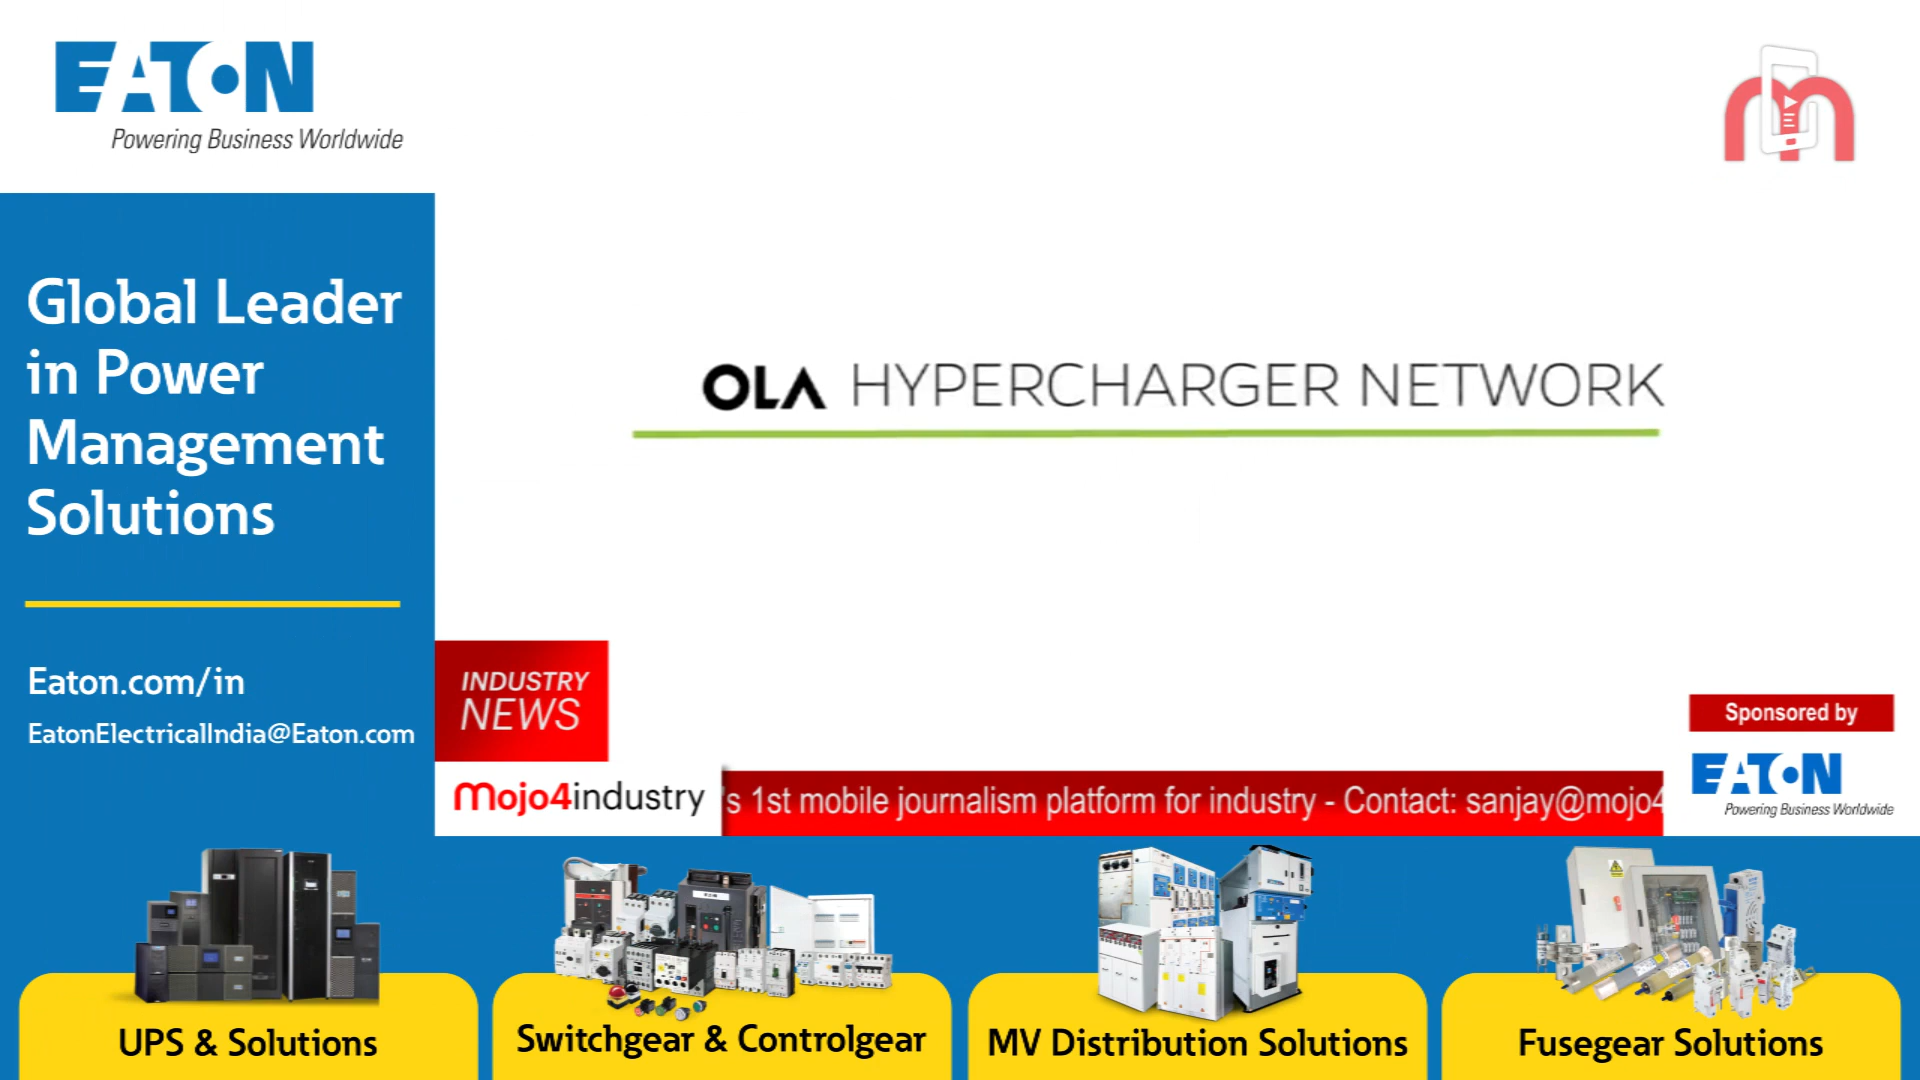 EATON
Powering Business Worldwide
Global Leader
in Power
Management
Solutions
Eaton.com/in
EatonElectricalIndia@Eaton.com
OLA HYPERCHARGER NETWORK
INDUSTRY
NEWS
Mojo4industry
's 1st mobile journalism platform for industry - Contact: sanjay@mojo4
Sponsored by
EATON
Powering Business Worldwide
UPS & Solutions
Switchgear & Controlgear
MV Distribution Solutions
Fusegear Solutions